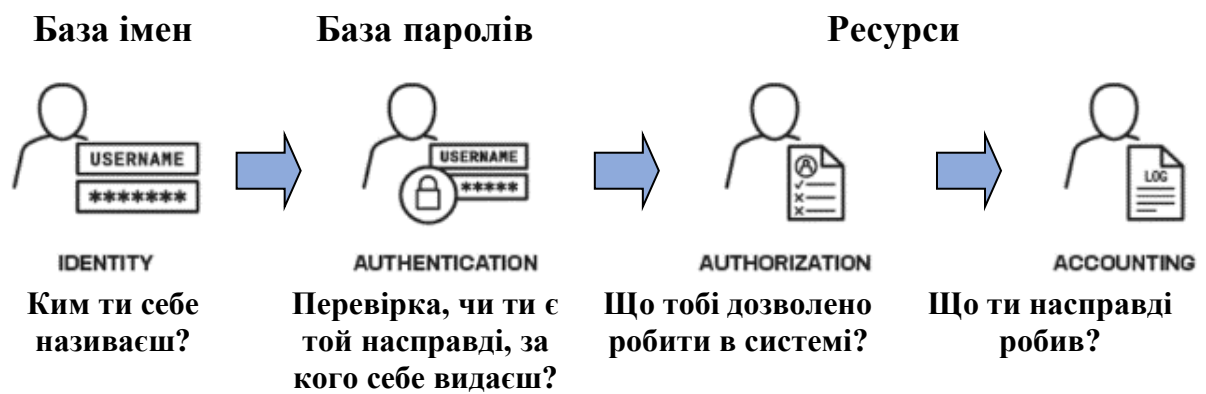 База імен
База паролів
Ресурси
USERNAME
*******
USERNAME
*****
LOG
IDENTITY
AUTHENTICATION
AUTHORIZATION
ACCOUNTING
Ким ти себе
називаєш?
Перевірка, чи ти є
той насправді, за
кого себе видаєш?
Що тобі дозволено
робити в системі?
Що ти насправді
робив?